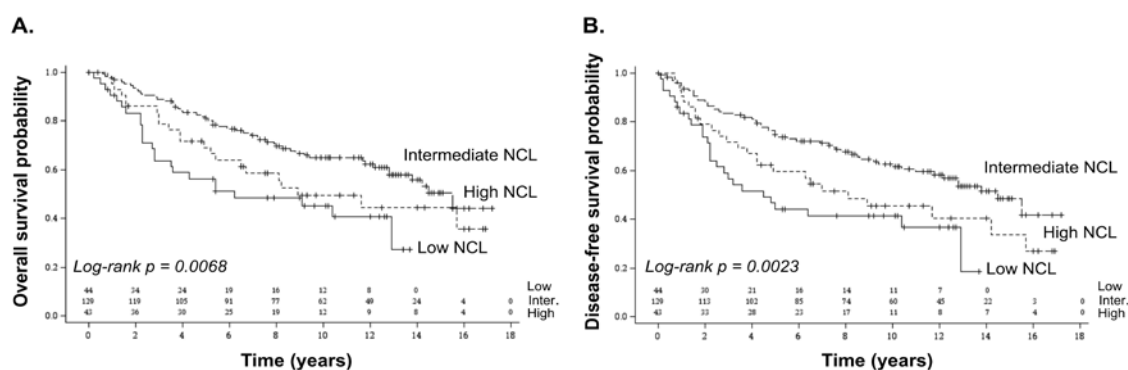 A.
Overall survival probability
1.0
0.8
0.6
0.4
0.2
0.0
Intermediate NCL
High NCL
Low NCL
Log-rank p = 0.0068
44 34 24 19 16 12 8 0 Low
129 119 105 91 77 62 49 24 4 0 Inter.
43 36 30 25 19 12 9 8 4 0 High
0 2 4 6 8 10 12 14 16 18
Time (years)
B.
Disease-free survival probability
1.0
0.8
0.6
0.4
0.2
0.0
Intermediate NCL
High NCL
Low NCL
Log-rank p = 0.0023
44 30 21 16 14 11 7 0 Low
129 113 102 85 74 60 45 22 3 0 Inter.
43 33 28 23 17 11 8 7 4 0 High
0 2 4 6 8 10 12 14 16 18
Time (years)